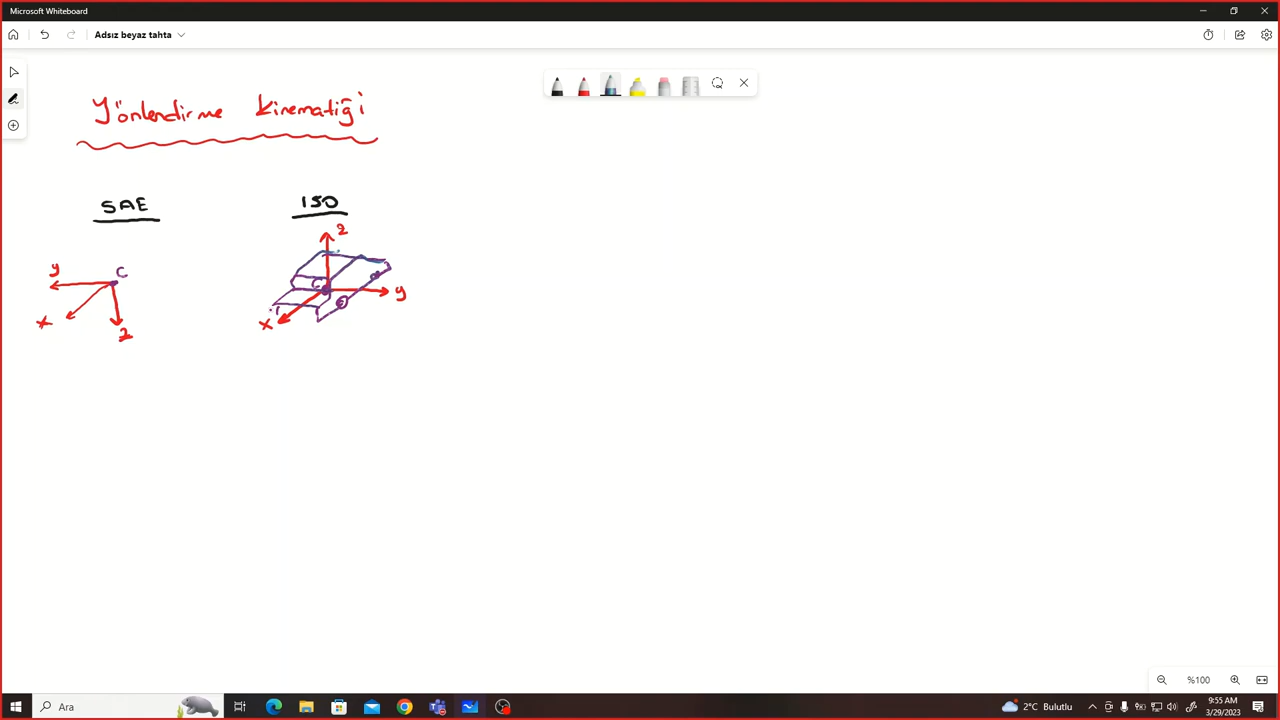 Microsoft Whiteboard
Adsız beyaz tahta
Yönlendirme Kinematiği
SAE
ISO
z
y
C
x
z
C
y
x
%100
Ara
2°C Bulutlu
9:55 AM
3/29/2023